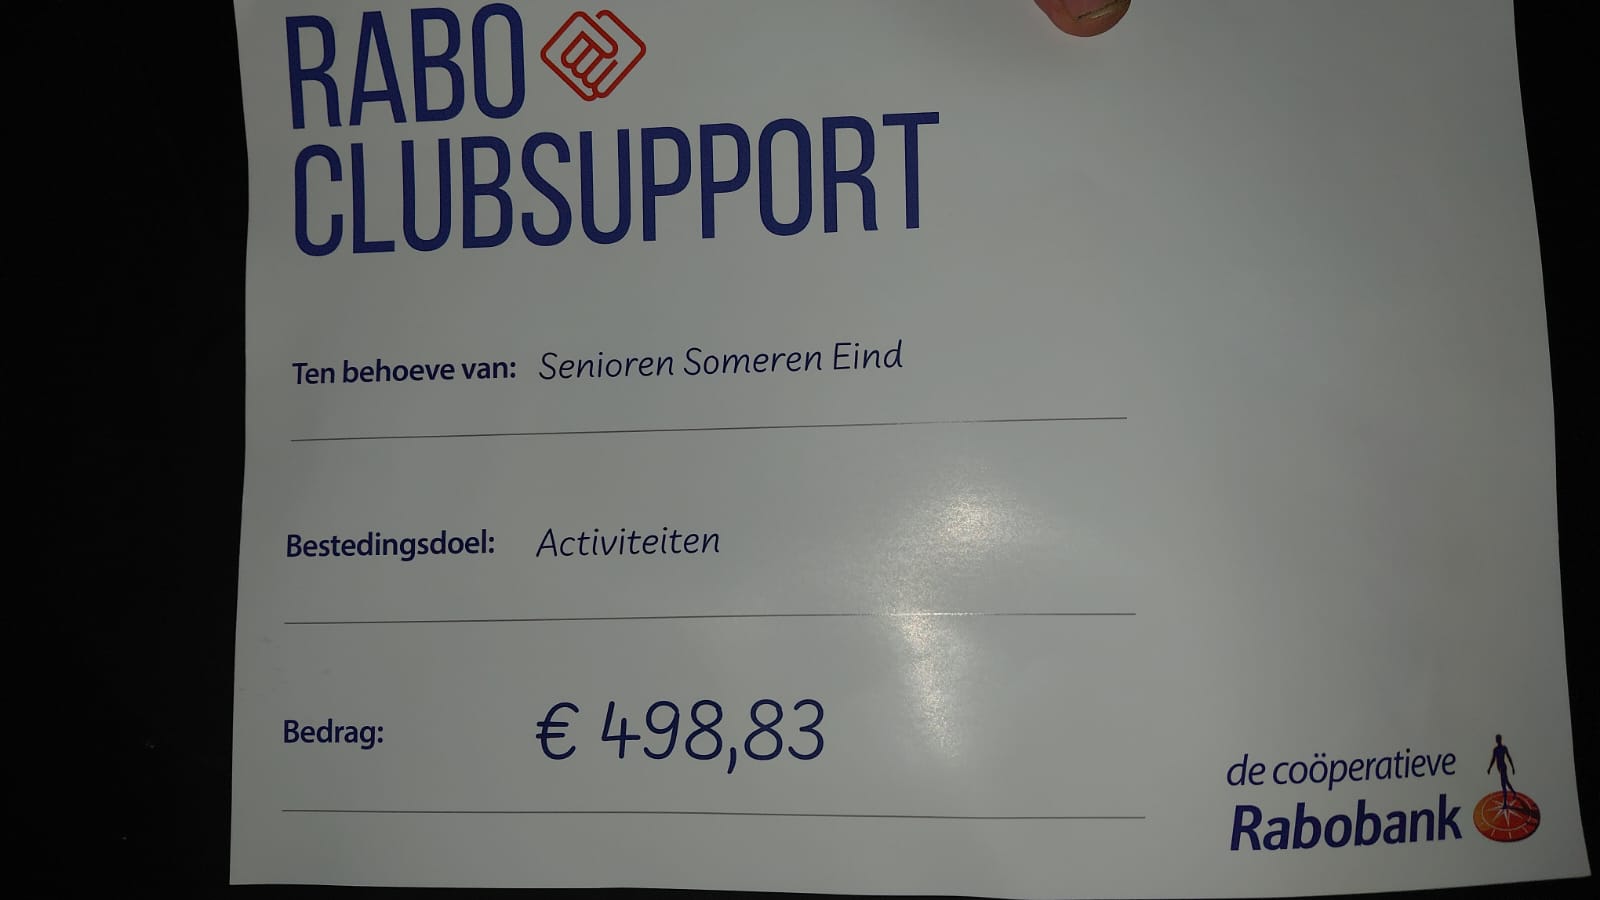 RABO
CLUBSUPPORT
Ten behoeve van: Senioren Someren Eind
Bestedingsdoel: Activiteiten
Bedrag: € 498,83
de coöperatieve
Rabobank